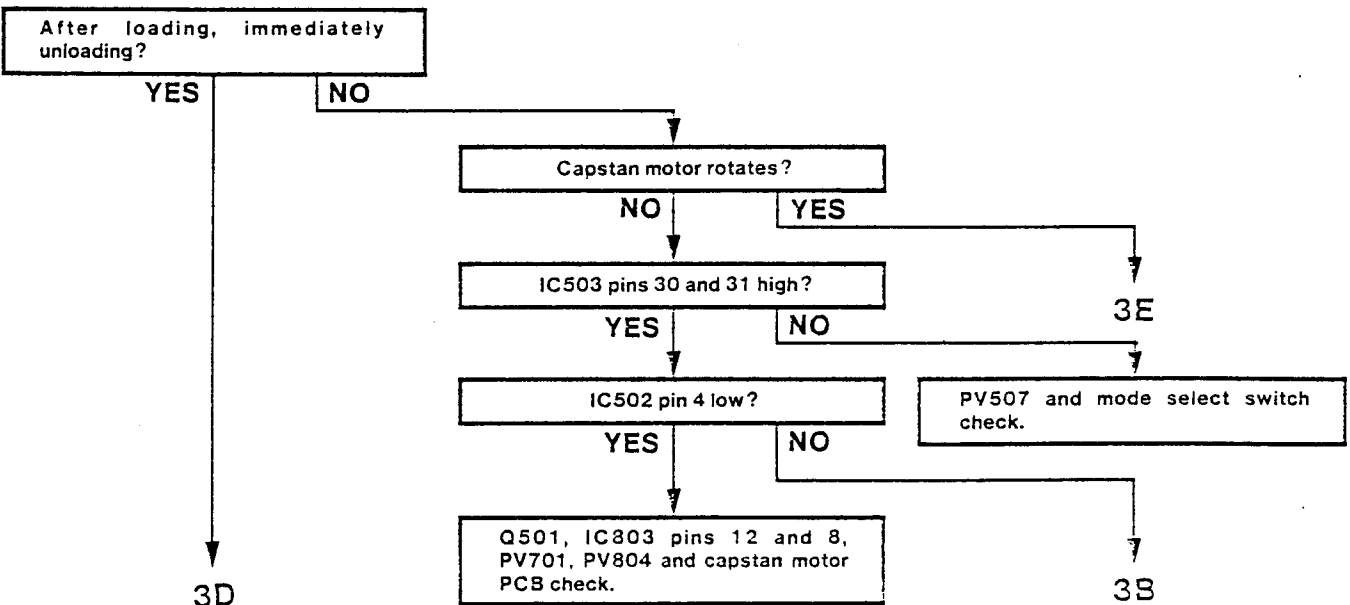 After loading, immediately
unloading?
YES
NO
Capstan motor rotates?
NO
YES
IC503 pins 30 and 31 high?
3E
YES
NO
IC502 pin 4 low?
PV507 and mode select switch
check.
YES
NO
Q501, IC803 pins 12 and 8,
PV701, PV804 and capstan motor
PCB check.
3D
3B